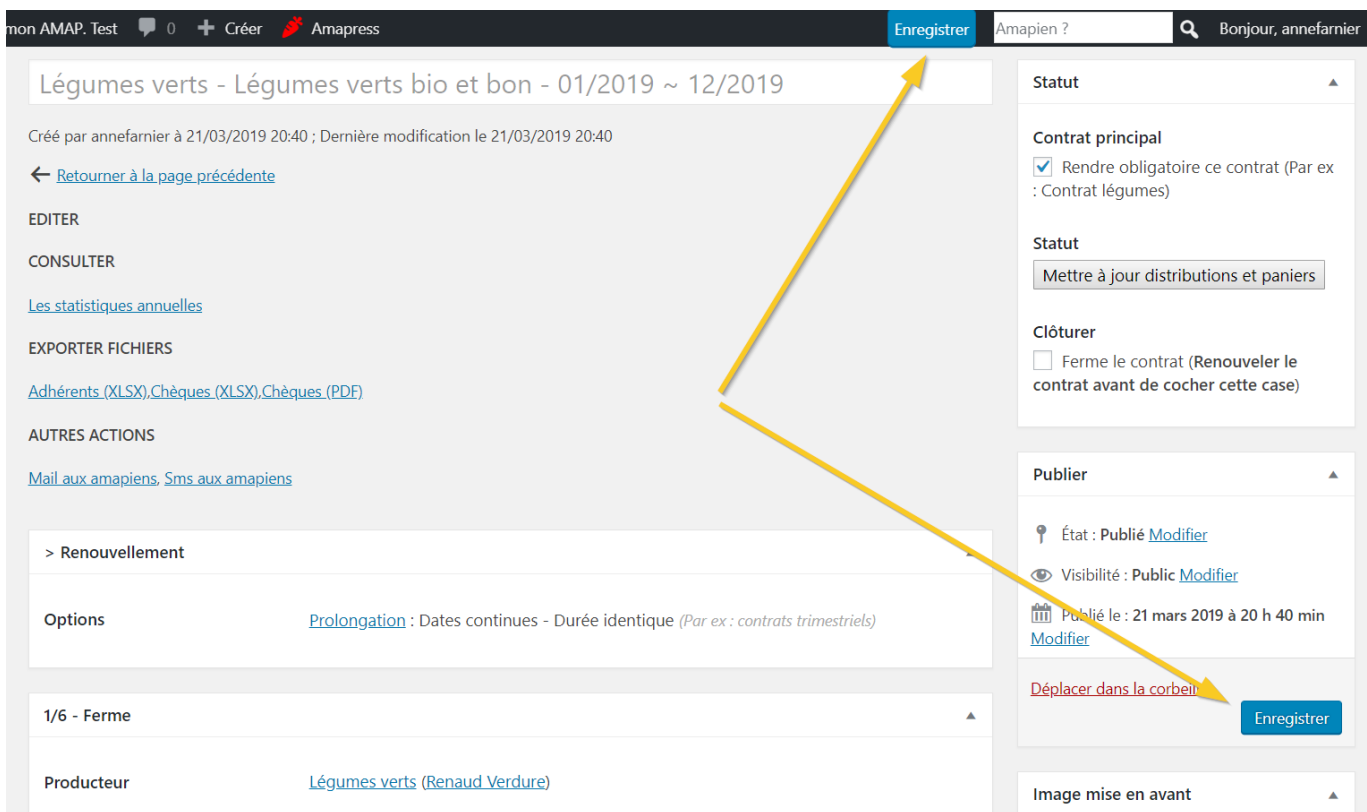 mon AMAP. Test 0 Créer Amapress Enregistrer Amapien ? Bonjour, annefarnier
Légumes verts - Légumes verts bio et bon - 01/2019 ~ 12/2019
Créé par annefarnier à 21/03/2019 20:40 ; Dernière modification le 21/03/2019 20:40
Retourner à la page précédente
EDITER
CONSULTER
Les statistiques annuelles
EXPORTER FICHIERS
Adhérents (XLSX),Chèques (XLSX),Chèques (PDF)
AUTRES ACTIONS
Mail aux amapiens, Sms aux amapiens
> Renouvellement
Options Prolongation : Dates continues - Durée identique (Par ex : contrats trimestriels)
1/6 - Ferme
Producteur Légumes verts (Renaud Verdure)
Statut
Contrat principal
Rendre obligatoire ce contrat (Par ex
: Contrat légumes)
Statut
Mettre à jour distributions et paniers
Clôturer
Ferme le contrat (Renouveler le
contrat avant de cocher cette case)
Publier
État : Publié Modifier
Visibilité : Public Modifier
Publié le : 21 mars 2019 à 20 h 40 min
Modifier
Déplacer dans la corbeille
Enregistrer
Image mise en avant